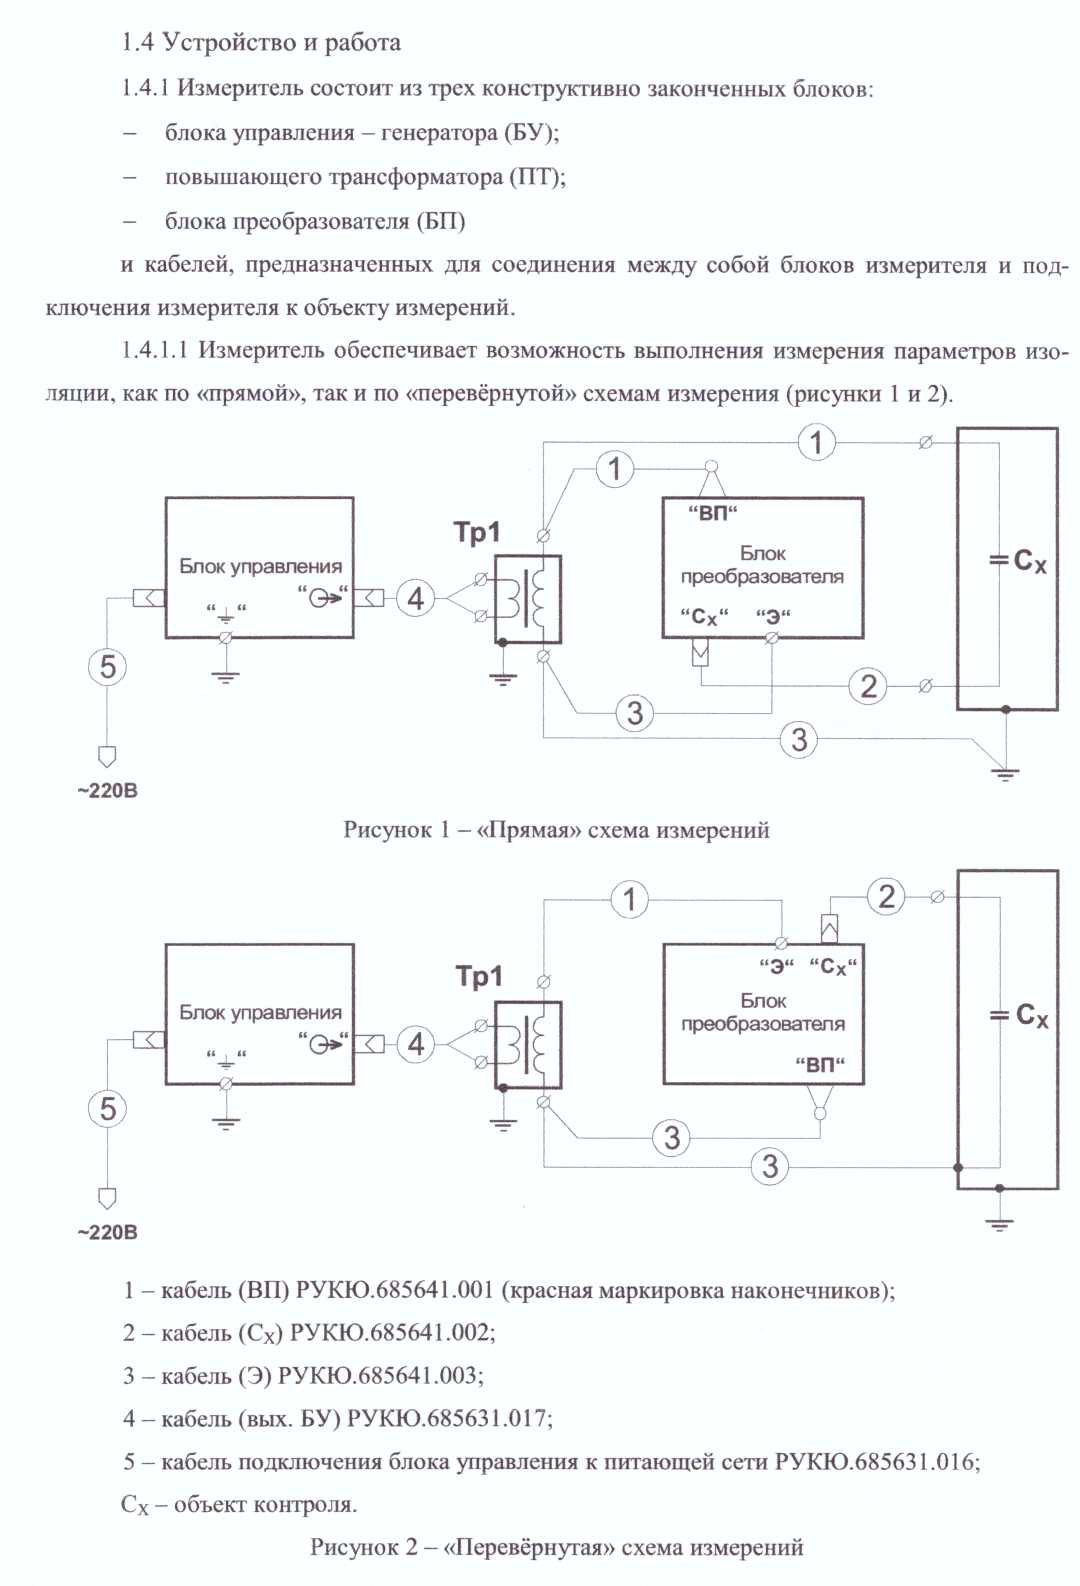 1.4 Устройство и работа
1.4.1 Измеритель состоит из трех конструктивно законченных блоков:
– блока управления – генератора (БУ);
– повышающего трансформатора (ПТ);
– блока преобразователя (БП)
и кабелей, предназначенных для соединения между собой блоков измерителя и под-
ключения измерителя к объекту измерений.
1.4.1.1 Измеритель обеспечивает возможность выполнения измерения параметров изо-
ляции, как по «прямой», так и по «перевёрнутой» схемам измерения (рисунки 1 и 2).
1
1
“ВП“
Тр1
Блок управления
Блок
преобразователя
Cх
“ “
“ “
4
“Cх“ “Э“
5
2
3
3
~220В
Рисунок 1 – «Прямая» схема измерений
1
2
“Э“ “Cх“
Тр1
Блок управления
Блок
преобразователя
Cх
“ “
“ “
4
“ВП“
5
3
3
~220В
1 – кабель (ВП) РУКЮ.685641.001 (красная маркировка наконечников);
2 – кабель (Сх) РУКЮ.685641.002;
3 – кабель (Э) РУКЮ.685641.003;
4 – кабель (вых. БУ) РУКЮ.685631.017;
5 – кабель подключения блока управления к питающей сети РУКЮ.685631.016;
Сх – объект контроля.
Рисунок 2 – «Перевёрнутая» схема измерений